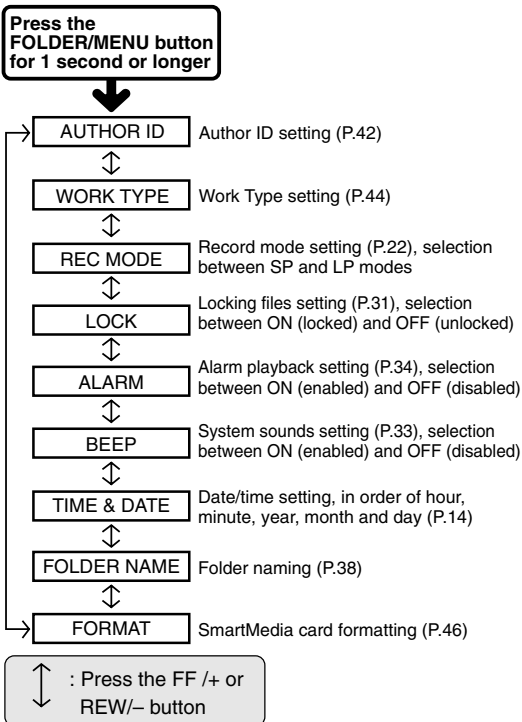 Press the
FOLDER/MENU button
for 1 second or longer
AUTHOR ID
Author ID setting (P.42)
WORK TYPE
Work Type setting (P.44)
REC MODE
Record mode setting (P.22), selection
between SP and LP modes
LOCK
Locking files setting (P.31), selection
between ON (locked) and OFF (unlocked)
ALARM
Alarm playback setting (P.34), selection
between ON (enabled) and OFF (disabled)
BEEP
System sounds setting (P.33), selection
between ON (enabled) and OFF (disabled)
TIME & DATE
Date/time setting, in order of hour,
minute, year, month and day (P.14)
FOLDER NAME
Folder naming (P.38)
FORMAT
SmartMedia card formatting (P.46)
: Press the FF /+ or
REW/– button